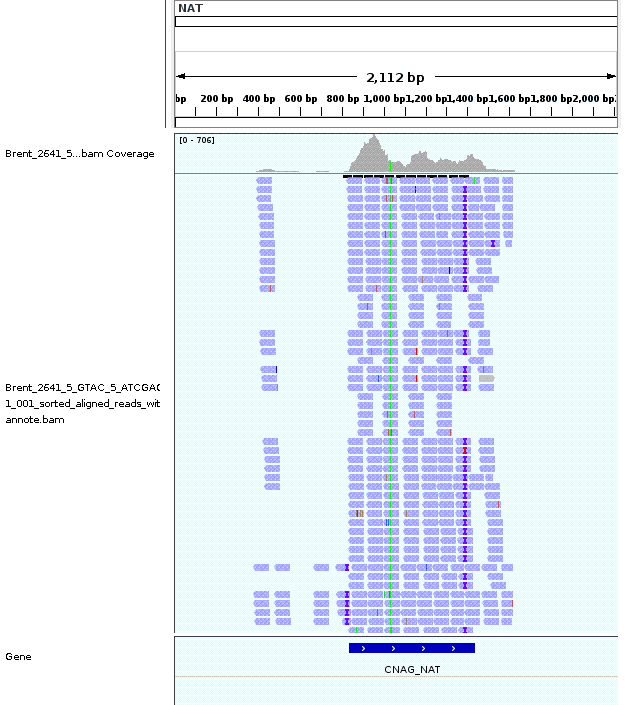 NAT
2,112 bp
bp 200 bp 400 bp 600 bp 800 bp 1,000 bp 1,200 bp 1,400 bp 1,600 bp 1,800 bp 2,000 bp
[0 - 706]
Brent_2641_5...bam Coverage
Brent_2641_5_GTAC_5_ATCGAC
1_001_sorted_aligned_reads_wit
annote.bam
Gene
CNAG_NAT